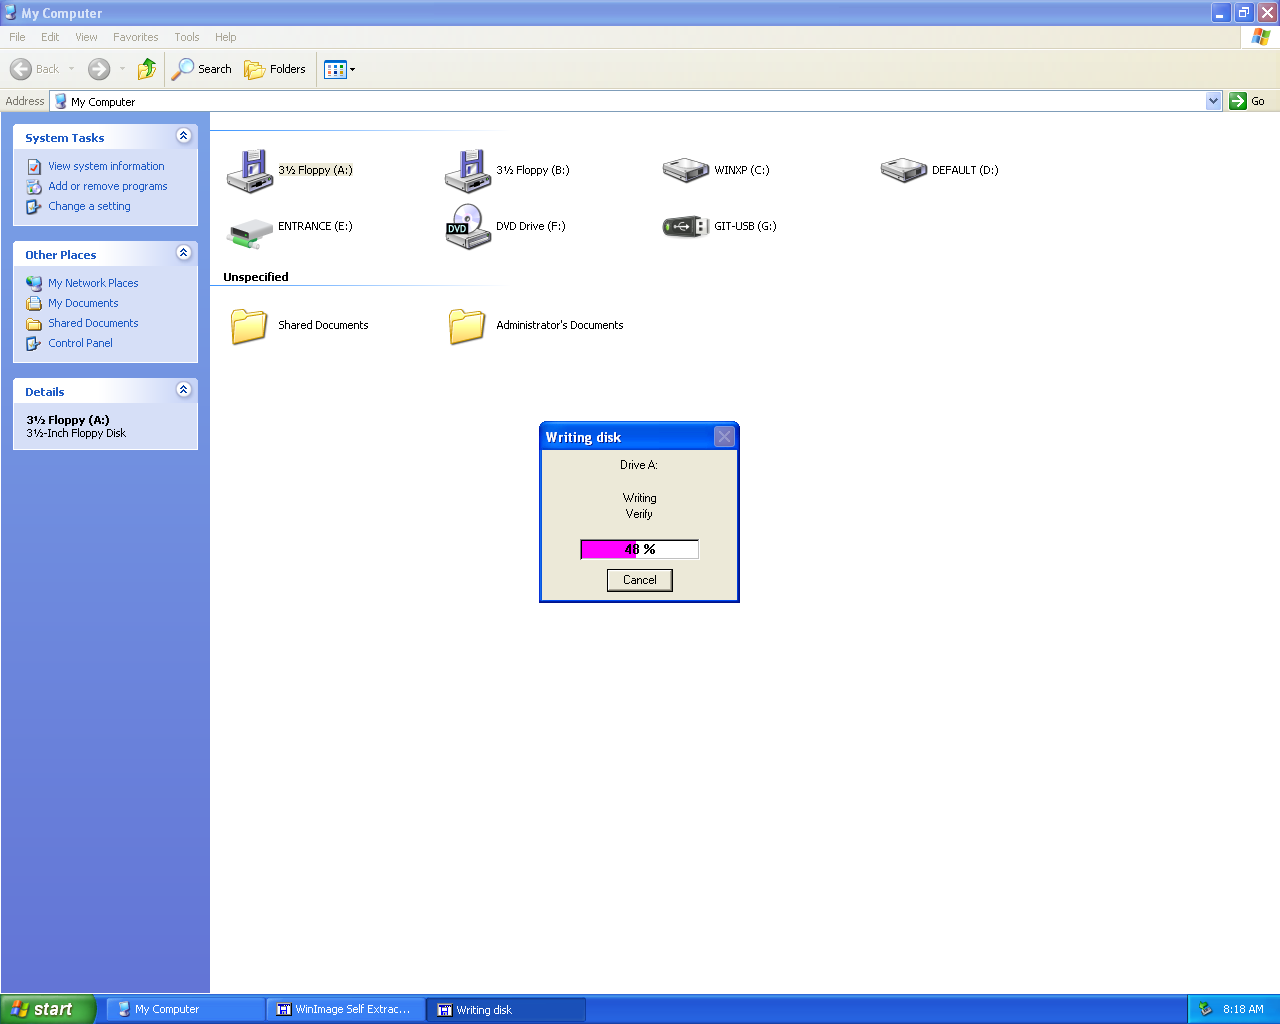 My Computer
File Edit View Favorites Tools Help
Back Search Folders
Address My Computer Go
System Tasks
View system information
Add or remove programs
Change a setting
Other Places
My Network Places
My Documents
Shared Documents
Control Panel
Details
3½ Floppy (A:)
3½-Inch Floppy Disk
3½ Floppy (A:) 3½ Floppy (B:) WINXP (C:) DEFAULT (D:)
ENTRANCE (E:) DVD DVD Drive (F:) GIT-USB (G:)
Unspecified
Shared Documents Administrator's Documents
Writing disk
Drive A:
Writing
Verify
48 %
Cancel
start My Computer WinImage Self Extrac... Writing disk 8:18 AM